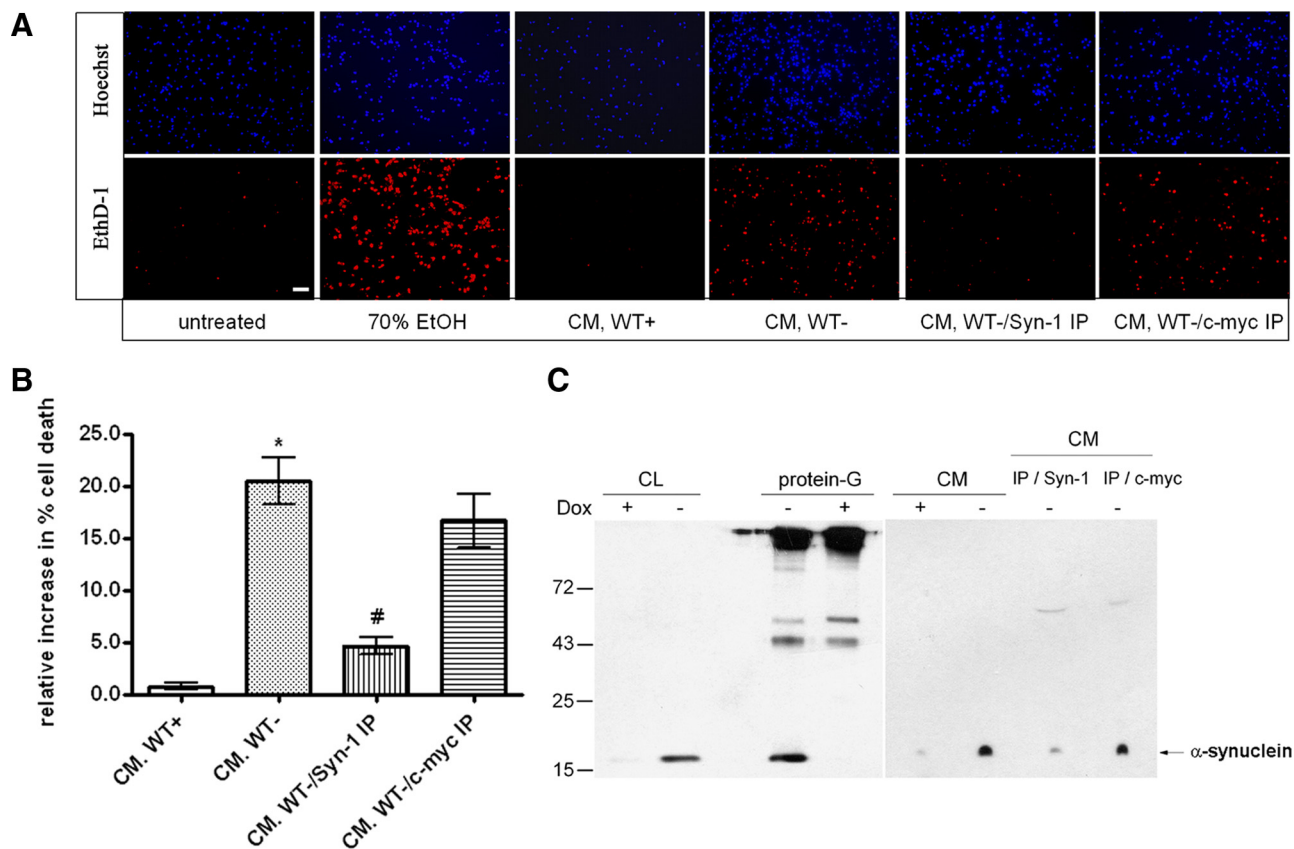 A
Hoechst
EthD-1
untreated
70% EtOH
CM, WT+
CM, WT-
CM, WT-/Syn-1 IP
CM, WT-/c-myc IP
B
relative increase in % cell death
25.0
20.0
15.0
10.0
5.0
0.0
*
#
CM. WT+
CM. WT-
CM. WT-/Syn-1 IP
CM. WT-/c-myc IP
C
CM
CL
protein-G
CM
IP / Syn-1
IP / c-myc
Dox
+
-
-
+
+
-
-
-
72
43
25
15
α-synuclein